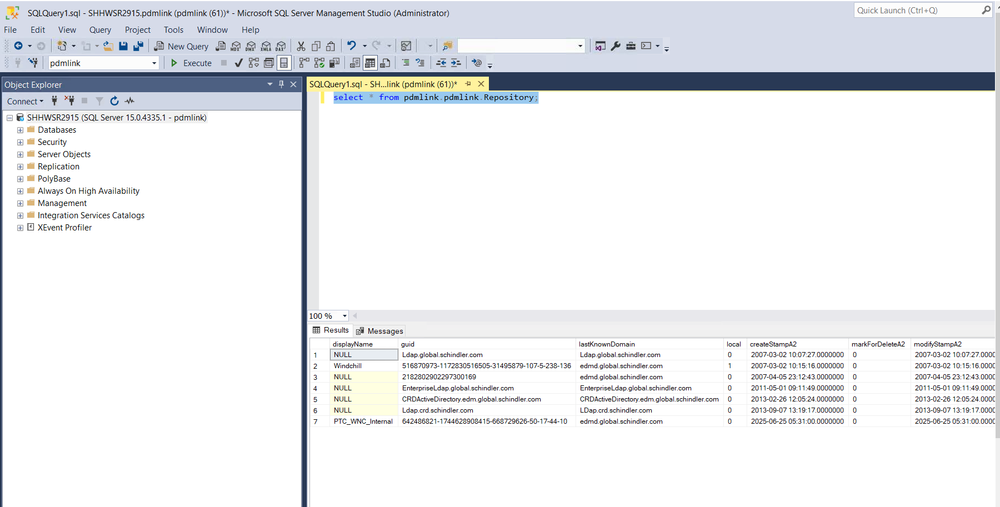 SQLQuery1.sql - SHHWSR2915.pdmlink (pdmlink (61))* - Microsoft SQL Server Management Studio (Administrator)
Quick Launch (Ctrl+Q)
File Edit View Query Project Tools Window Help
New Query MDX DMX XMLA DAX
pdmlink Execute
Object Explorer
Connect
SHHWSR2915 (SQL Server 15.0.4335.1 - pdmlink)
Databases
Security
Server Objects
Replication
PolyBase
Always On High Availability
Management
Integration Services Catalogs
XEvent Profiler
SQLQuery1.sql - SH...link (pdmlink (61))*
select * from pdmlink.pdmlink.Repository;
100 %
Results Messages
displayName guid lastKnownDomain local createStampA2 markForDeleteA2 modifyStampA2
1 NULL Ldap.global.schindler.com Ldap.global.schindler.com 0 2007-03-02 10:07:27.0000000 0 2007-03-02 10:07:27.0000
2 Windchill 516870973-1172830516505-31495879-107-5-238-136 edmd.global.schindler.com 1 2007-03-02 10:15:16.0000000 0 2007-03-02 10:15:16.0000
3 NULL 2182802902297300169 edmd.global.schindler.com 0 2007-04-05 23:12:43.0000000 0 2007-04-05 23:12:43.0000
4 NULL EnterpriseLdap.global.schindler.com EnterpriseLdap.global.schindler.com 0 2011-05-01 09:11:49.0000000 0 2011-05-01 09:11:49.0000
5 NULL CRDActiveDirectory.edm.global.schindler.com CRDActiveDirectory.edm.global.schindler.com 0 2013-02-26 12:05:24.0000000 0 2013-02-26 12:05:24.0000
6 NULL Ldap.crd.schindler.com LDap.crd.schindler.com 0 2013-09-07 13:19:17.0000000 0 2013-09-07 13:19:17.0000
7 PTC_WNC_Internal 642486821-1744628908415-668729626-50-17-44-10 edmd.global.schindler.com 0 2025-06-25 05:31:00.0000000 0 2025-06-25 05:31:00.0000